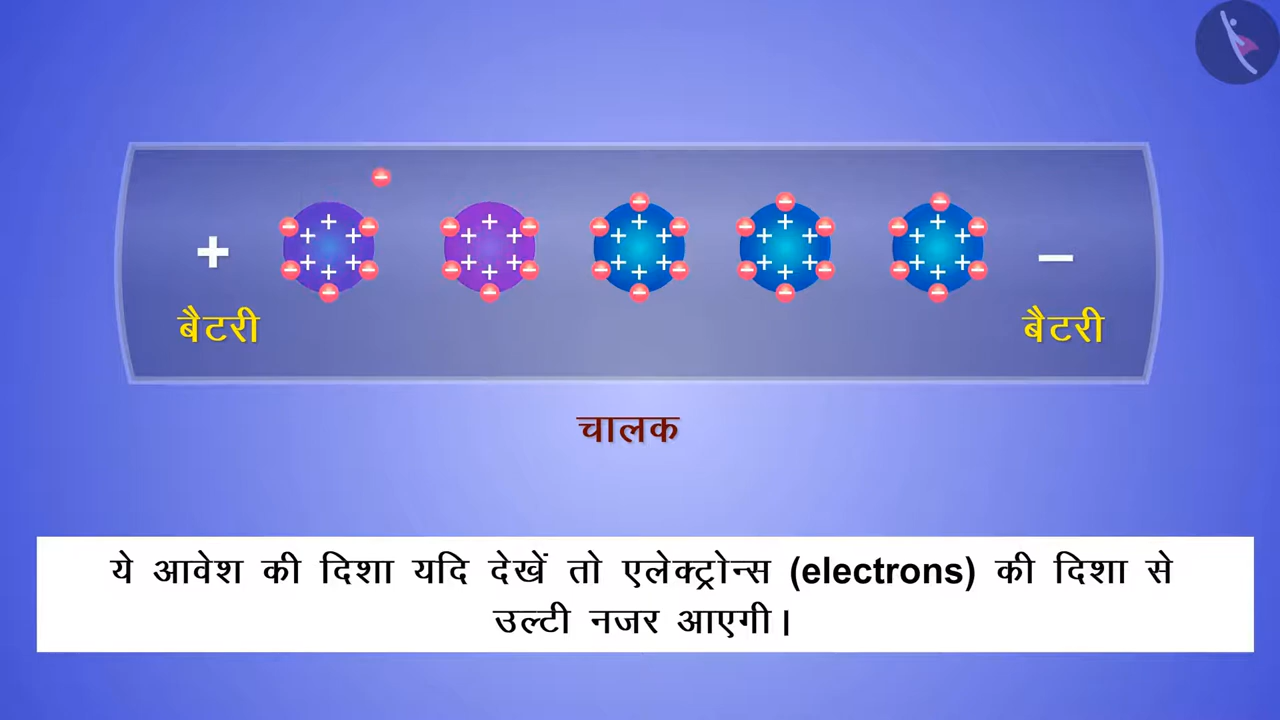 + −
बैटरी बैटरी
चालक
ये आवेश की दिशा यदि देखें तो एलेक्ट्रोन्स (electrons) की दिशा से
उल्टी नजर आएगी।